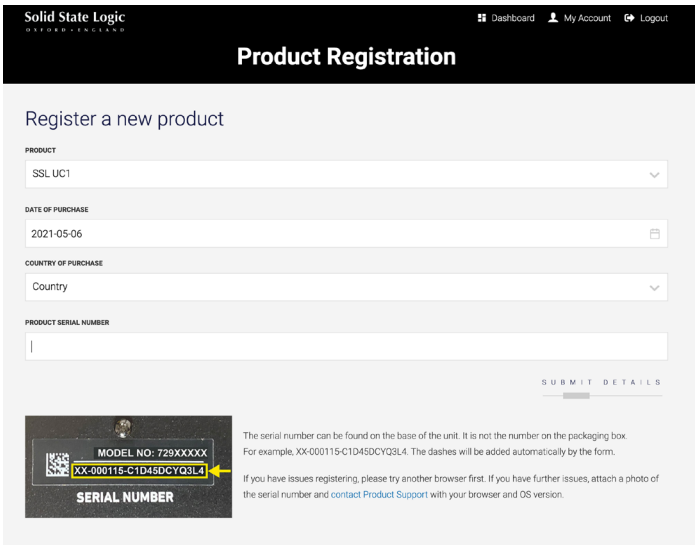 Solid State Logic
OXFORD • ENGLAND
Dashboard
My Account
Logout
Product Registration
Register a new product
PRODUCT
SSL UC1
DATE OF PURCHASE
2021-05-06
COUNTRY OF PURCHASE
Country
PRODUCT SERIAL NUMBER
SUBMIT DETAILS
MODEL NO: 729XXXXX
XX-000115-C1D45DCYQ3L4
SERIAL NUMBER
The serial number can be found on the base of the unit. It is not the number on the packaging box.
For example, XX-000115-C1D45DCYQ3L4. The dashes will be added automatically by the form.
If you have issues registering, please try another browser first. If you have further issues, attach a photo of
the serial number and contact Product Support with your browser and OS version.